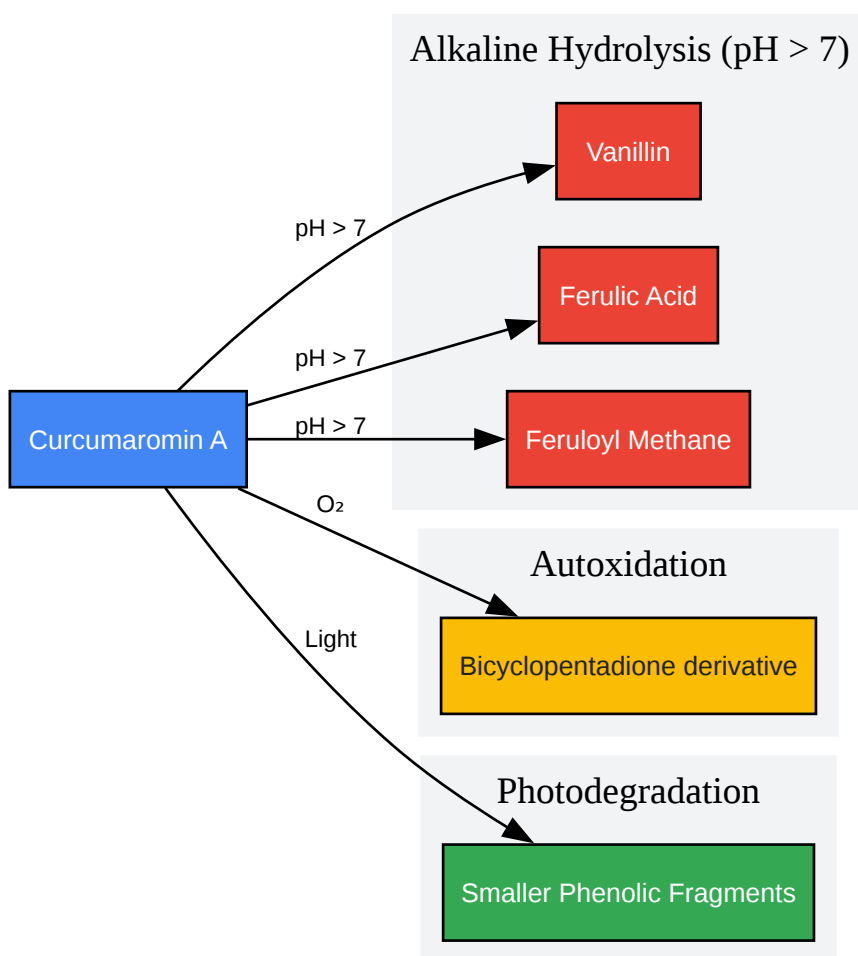 Alkaline Hydrolysis (pH > 7)
Vanillin
pH > 7
Ferulic Acid
pH > 7
pH > 7
Curcumaromin A
Feruloyl Methane
O₂
Autoxidation
Light
Bicyclopentadione derivative
Photodegradation
Smaller Phenolic Fragments